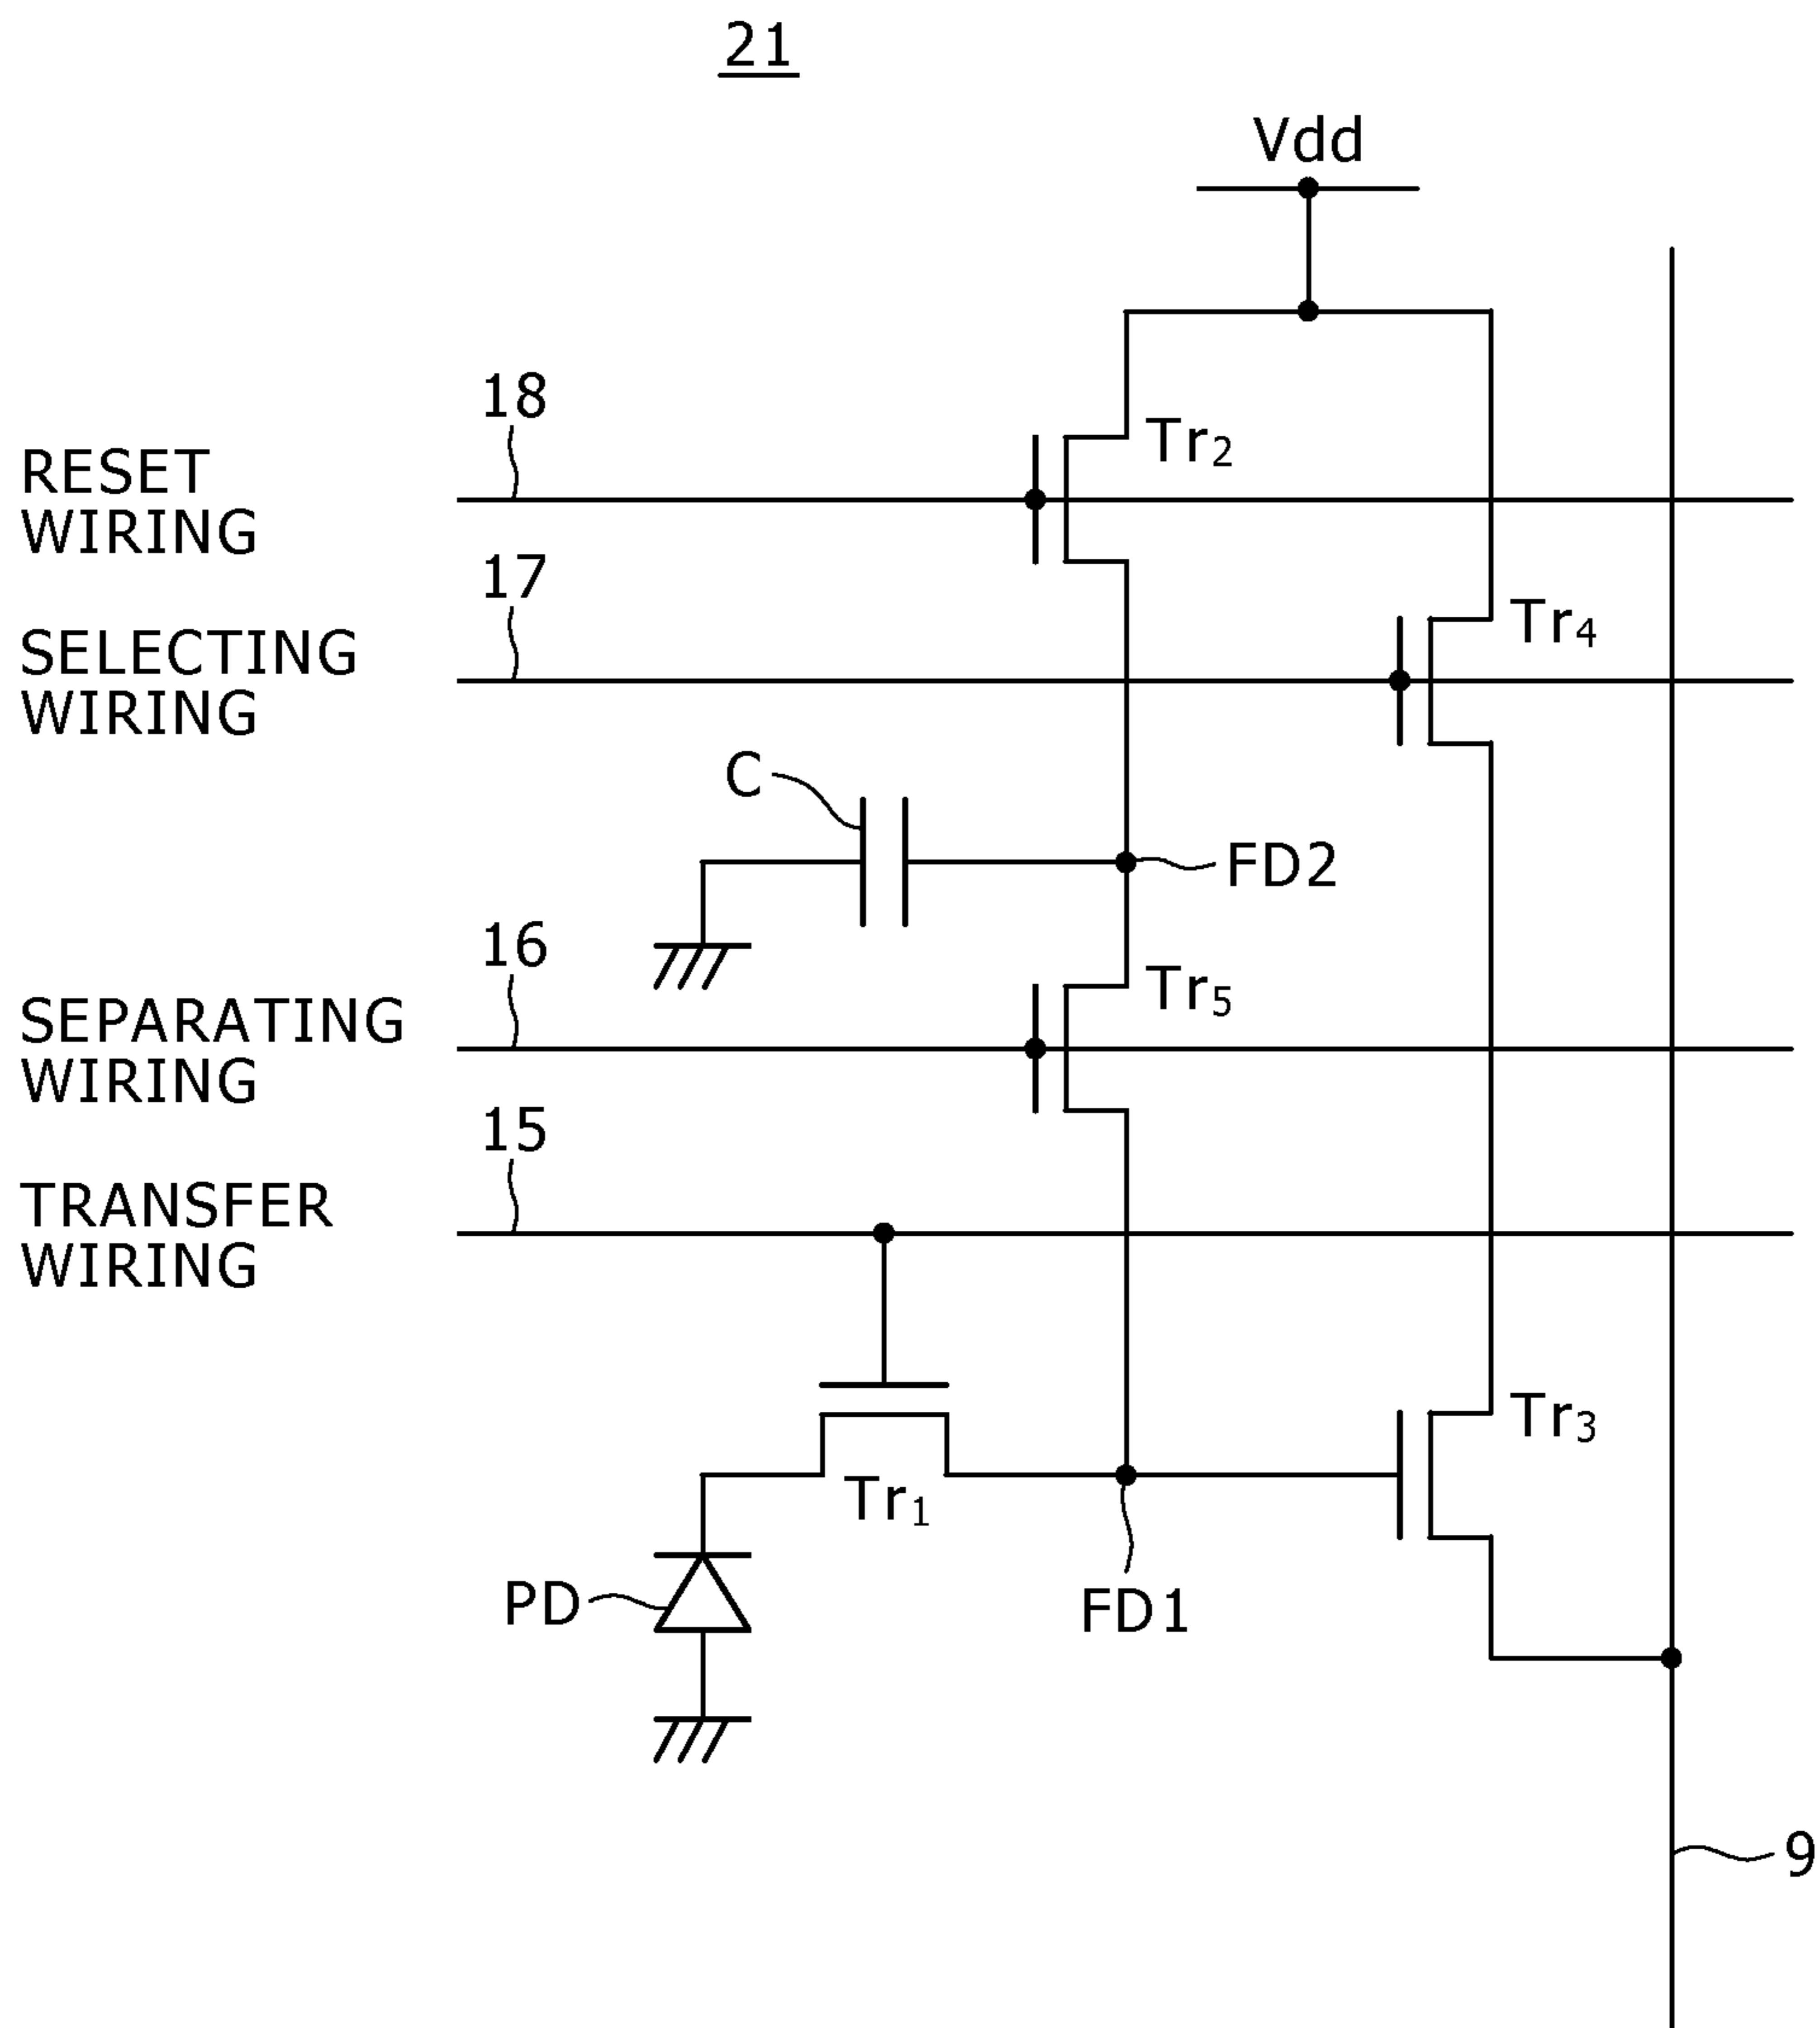 21
Vdd
18
RESET
WIRING
Tr2
17
SELECTING
WIRING
Tr4
C
FD2
16
SEPARATING
WIRING
Tr5
15
TRANSFER
WIRING
Tr3
Tr1
PD
FD1
9